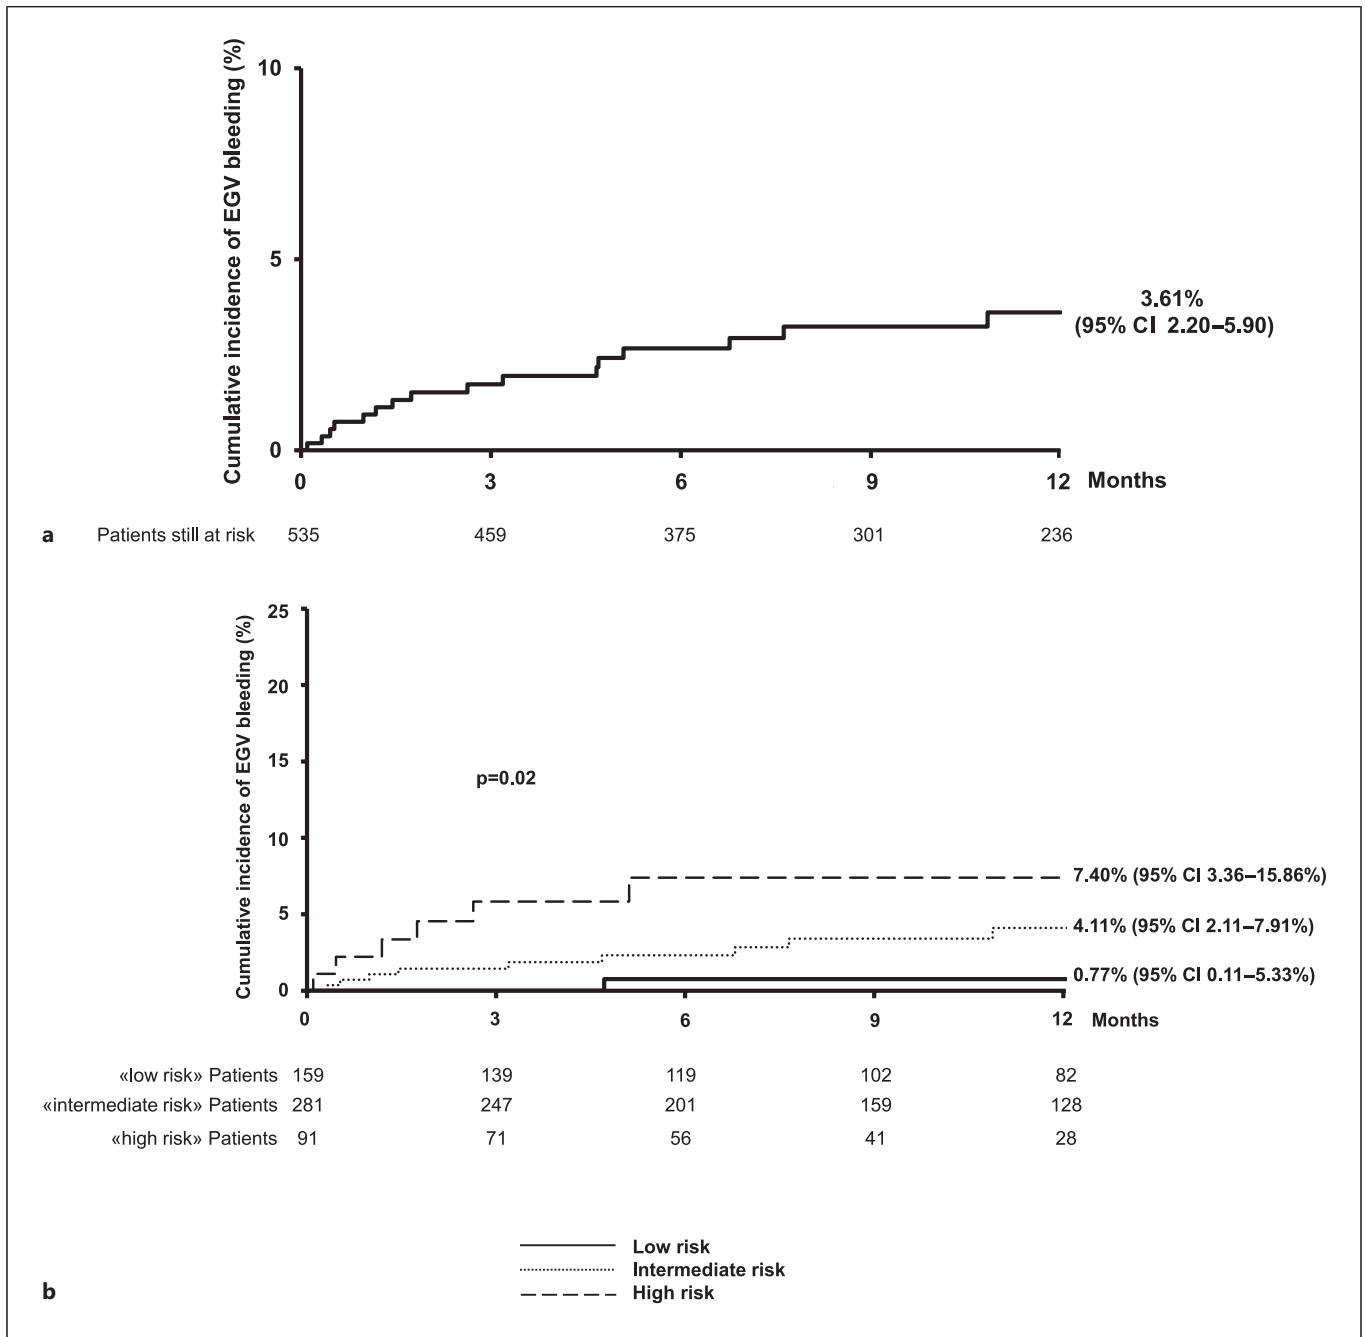 Cumulative incidence of EGV bleeding (%)
10
5
0
3.61%
(95% CI 2.20–5.90)
0 3 6 9 12 Months
a Patients still at risk 535 459 375 301 236
Cumulative incidence of EGV bleeding (%)
25
20
15
10
5
0
p=0.02
7.40% (95% CI 3.36–15.86%)
4.11% (95% CI 2.11–7.91%)
0.77% (95% CI 0.11–5.33%)
0 3 6 9 12 Months
«low risk» Patients 159 139 119 102 82
«intermediate risk» Patients 281 247 201 159 128
«high risk» Patients 91 71 56 41 28
Low risk
Intermediate risk
High risk
b